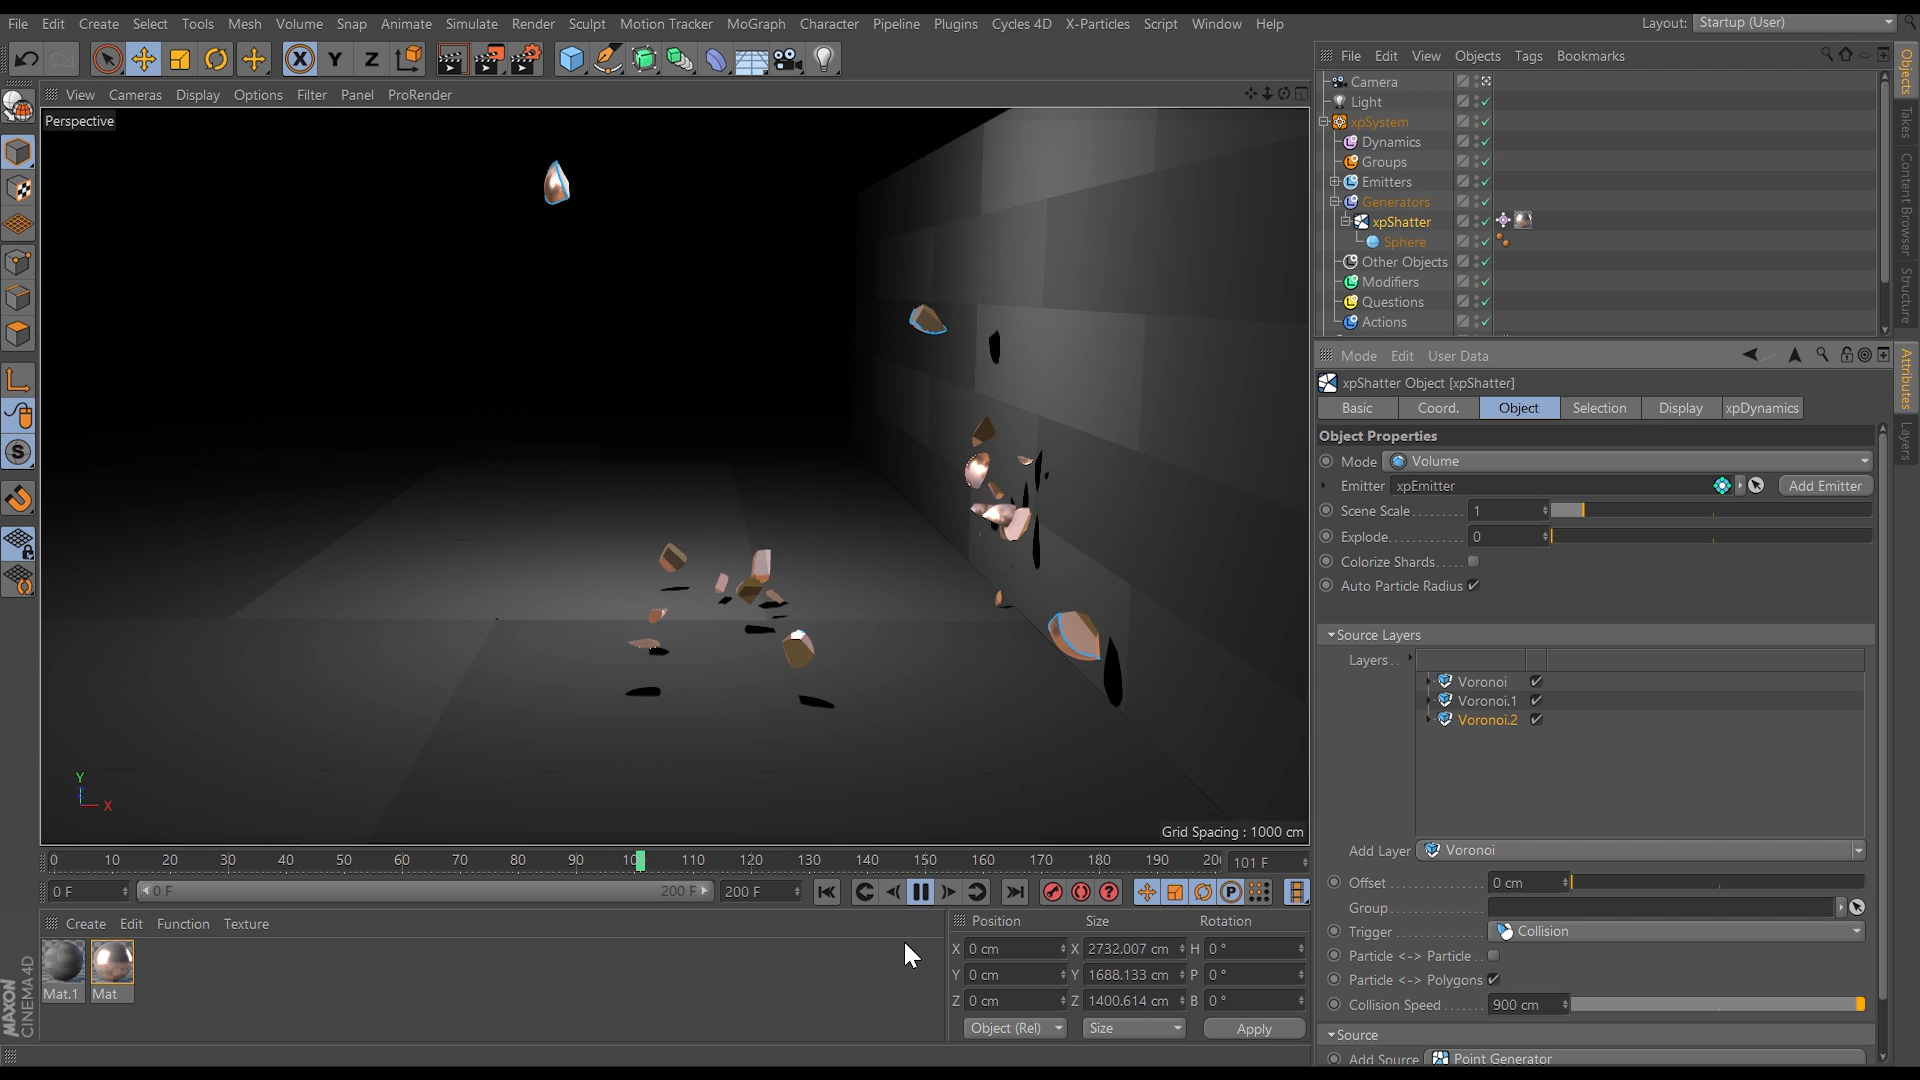 File Edit Create Select Tools Mesh Volume Snap Animate Simulate Render Sculpt Motion Tracker MoGraph Character Pipeline Plugins Cycles 4D X-Particles Script Window Help Layout: Startup (User)
X Y Z
File Edit View Objects Tags Bookmarks
View Cameras Display Options Filter Panel ProRender
Perspective
Camera
Light
xpSystem
Dynamics
Groups
Emitters
Generators
xpShatter
Sphere
Other Objects
Modifiers
Questions
Actions
Objects
Takes
Content Browser
Structure
Mode Edit User Data
xpShatter Object [xpShatter]
Basic Coord. Object Selection Display xpDynamics
Object Properties
Mode Volume
Emitter xpEmitter Add Emitter
Scene Scale........ 1
Explode............ 0
Colorize Shards.....
Auto Particle Radius
Source Layers
Layers..
Voronoi
Voronoi.1
Voronoi.2
Add Layer Voronoi
Offset 0 cm
Group
Trigger Collision
Particle <-> Particle
Particle <-> Polygons
Collision Speed 900 cm
Source
Add Source Point Generator
Attributes
Layers
Y
X
Grid Spacing : 1000 cm
0 10 20 30 40 50 60 70 80 90 10 110 120 130 140 150 160 170 180 190 20 101 F
0 F 0 F 200 F 200 F
Create Edit Function Texture
Mat.1 Mat
Position Size Rotation
X 0 cm X 2732.007 cm H 0 °
Y 0 cm Y 1688.133 cm P 0 °
Z 0 cm Z 1400.614 cm B 0 °
Object (Rel) Size Apply
MAXON
CINEMA 4D